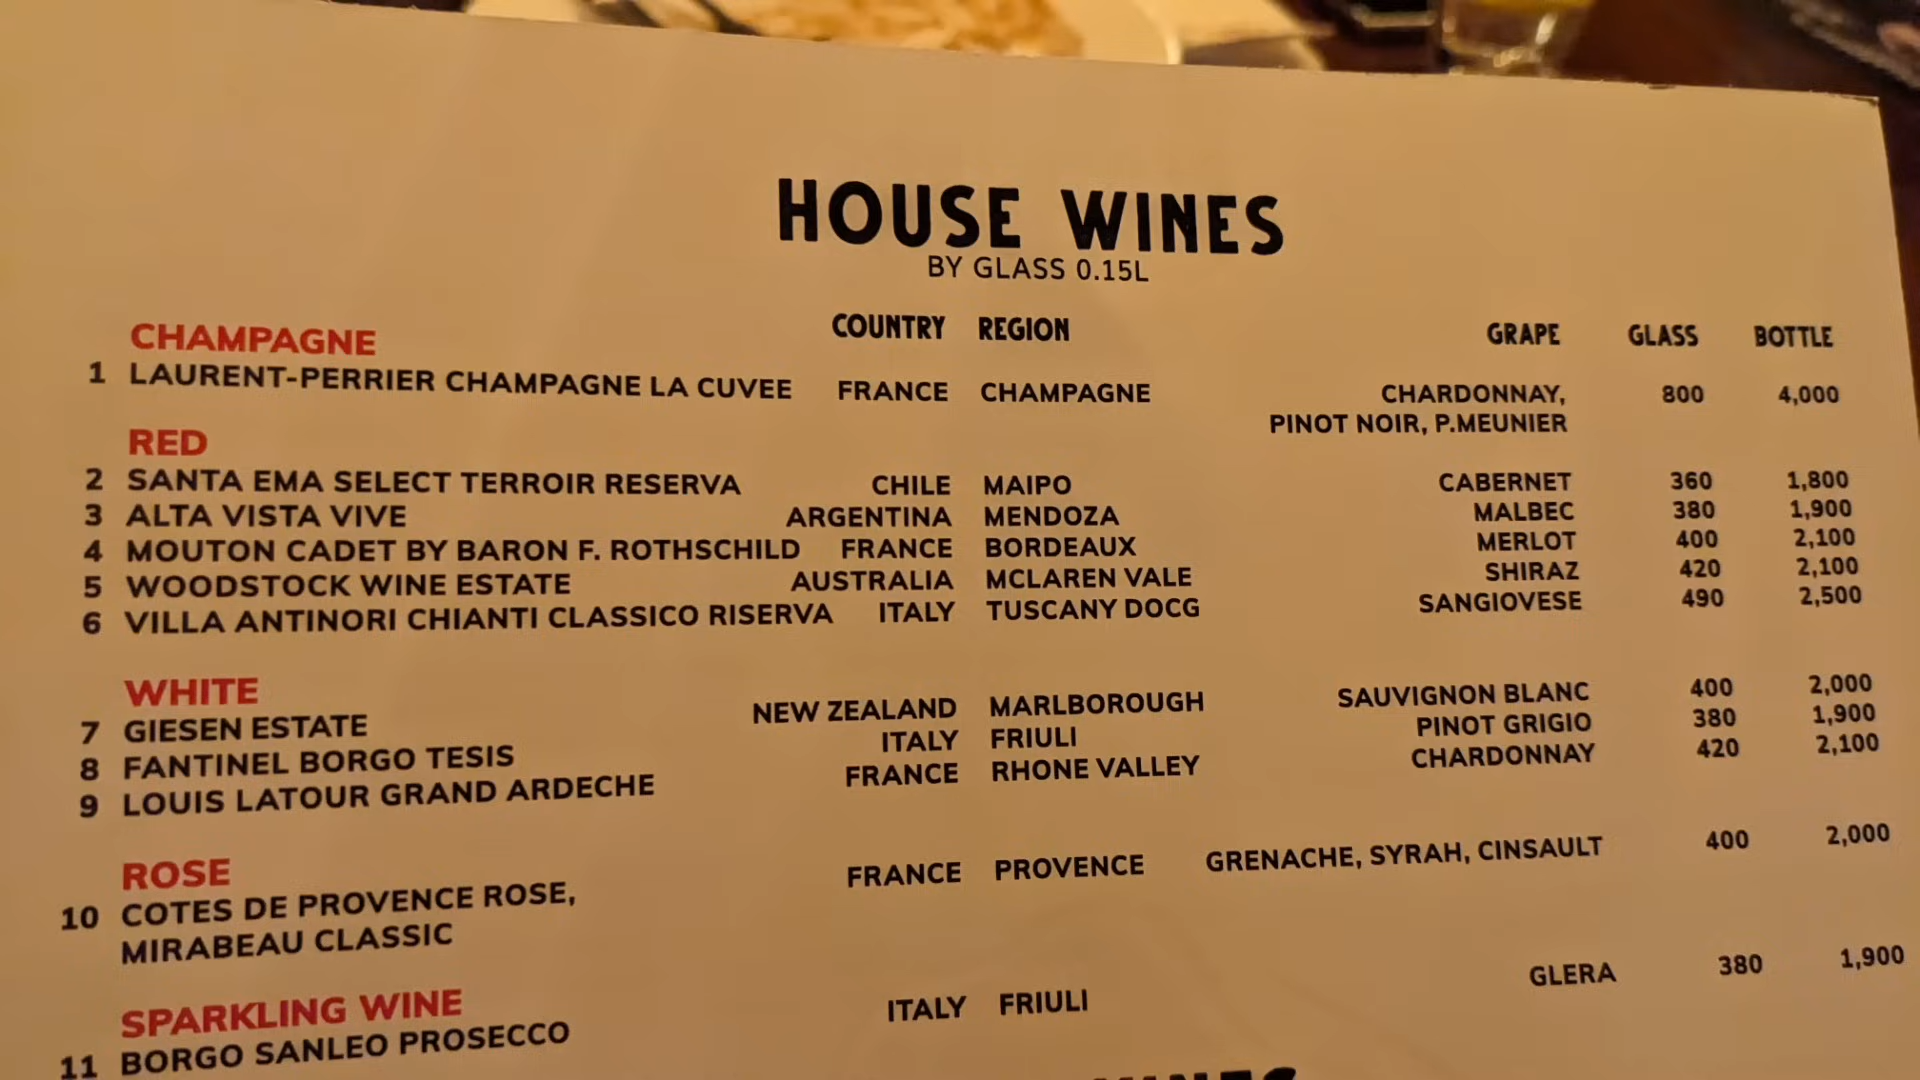 HOUSE WINES
BY GLASS 0.15L
COUNTRY REGION GRAPE GLASS BOTTLE
CHAMPAGNE
1 LAURENT-PERRIER CHAMPAGNE LA CUVEE FRANCE CHAMPAGNE CHARDONNAY, 800 4,000
PINOT NOIR, P.MEUNIER
RED
2 SANTA EMA SELECT TERROIR RESERVA CHILE MAIPO CABERNET 360 1,800
3 ALTA VISTA VIVE ARGENTINA MENDOZA MALBEC 380 1,900
4 MOUTON CADET BY BARON F. ROTHSCHILD FRANCE BORDEAUX MERLOT 400 2,100
5 WOODSTOCK WINE ESTATE AUSTRALIA MCLAREN VALE SHIRAZ 420 2,100
6 VILLA ANTINORI CHIANTI CLASSICO RISERVA ITALY TUSCANY DOCG SANGIOVESE 490 2,500
WHITE
7 GIESEN ESTATE NEW ZEALAND MARLBOROUGH SAUVIGNON BLANC 400 2,000
8 FANTINEL BORGO TESIS ITALY FRIULI PINOT GRIGIO 380 1,900
9 LOUIS LATOUR GRAND ARDECHE FRANCE RHONE VALLEY CHARDONNAY 420 2,100
ROSE
10 COTES DE PROVENCE ROSE, FRANCE PROVENCE GRENACHE, SYRAH, CINSAULT 400 2,000
MIRABEAU CLASSIC
SPARKLING WINE
11 BORGO SANLEO PROSECCO ITALY FRIULI GLERA 380 1,900